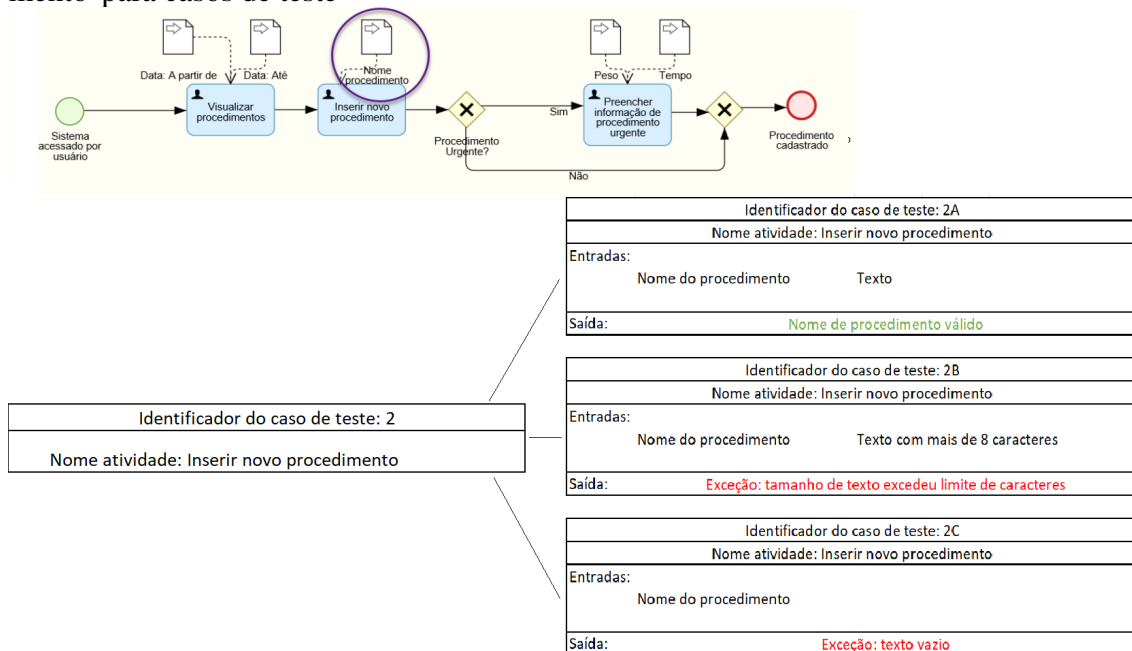 mento' para casos de teste
Data: A partir de
Data: Até
Nome
procedimento
Peso
Tempo
Visualizar
procedimentos
Inserir novo
procedimento
Sim
Preencher
informação de
procedimento
urgente
Sistema
acessado por
usuário
Procedimento
Urgente?
Procedimento
cadastrado
Não
Identificador do caso de teste: 2
Nome atividade: Inserir novo procedimento
Identificador do caso de teste: 2A
Nome atividade: Inserir novo procedimento
Entradas:
Nome do procedimento Texto
Saída: Nome de procedimento válido
Identificador do caso de teste: 2B
Nome atividade: Inserir novo procedimento
Entradas:
Nome do procedimento Texto com mais de 8 caracteres
Saída: Exceção: tamanho de texto excedeu limite de caracteres
Identificador do caso de teste: 2C
Nome atividade: Inserir novo procedimento
Entradas:
Nome do procedimento
Saída: Exceção: texto vazio